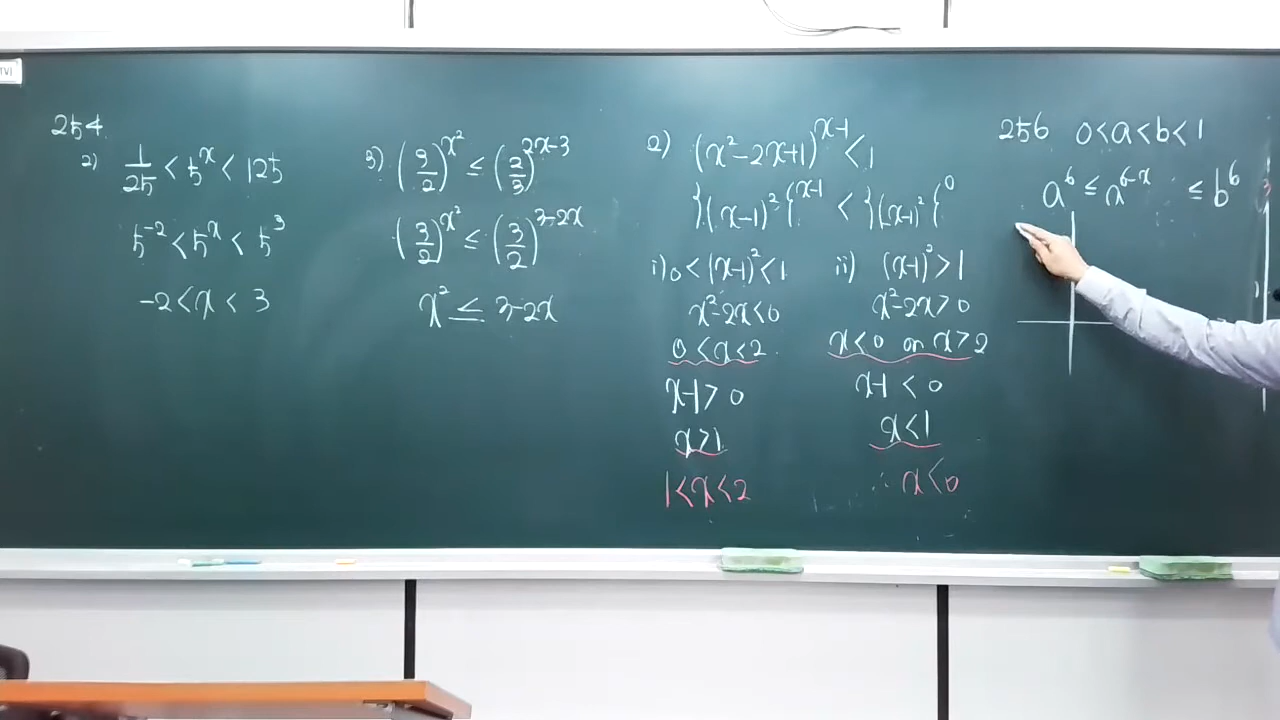 254
2) 1/25 < 5^x < 125
5^-2 < 5^x < 5^3
-2 < x < 3
3) (3/2)^x² ≤ (2/3)^2x-3
(3/2)^x² ≤ (3/2)^3-2x
x² ≤ 3-2x
2) (x²-2x+1)^x-1 < 1
{(x-1)²}^x-1 < {(x-1)²}^0
i) 0 < (x-1)² < 1
x²-2x < 0
0 < x < 2
x-1 > 0
x > 1
1 < x < 2
ii) (x-1)² > 1
x²-2x > 0
x < 0 or x > 2
x-1 < 0
x < 1
∴ x < 0
256 0 < a < b < 1
a^6 ≤ x^6-x ≤ b^6